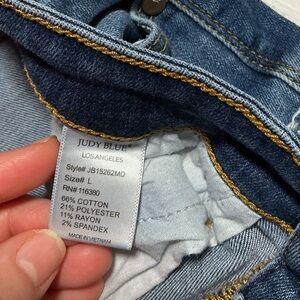 JUDY BLUE
LOS ANGELES
Style# JB15262MD
Size# L
RN# 116380
66% COTTON
21% POLYESTER
11% RAYON
2% SPANDEX
MADE IN VIETNAM